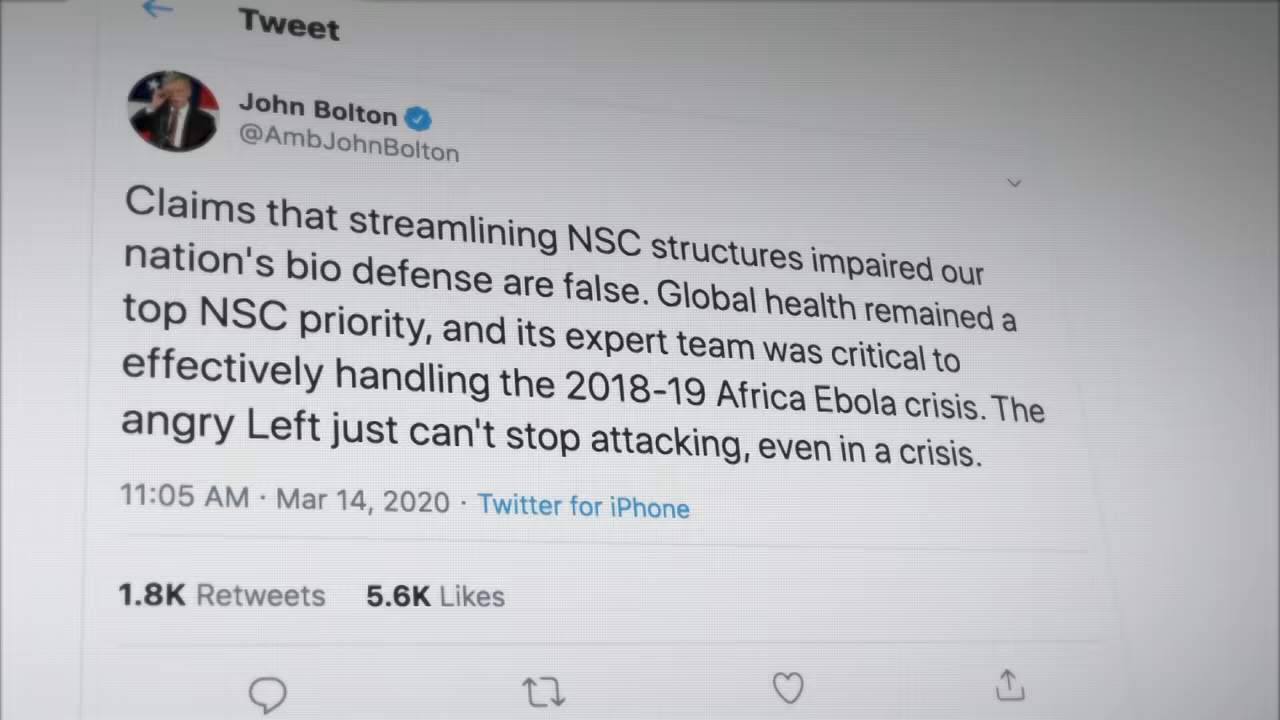 Tweet
John Bolton
@AmbJohnBolton
Claims that streamlining NSC structures impaired our
nation's bio defense are false. Global health remained a
top NSC priority, and its expert team was critical to
effectively handling the 2018-19 Africa Ebola crisis. The
angry Left just can't stop attacking, even in a crisis.
11:05 AM · Mar 14, 2020 · Twitter for iPhone
1.8K Retweets 5.6K Likes